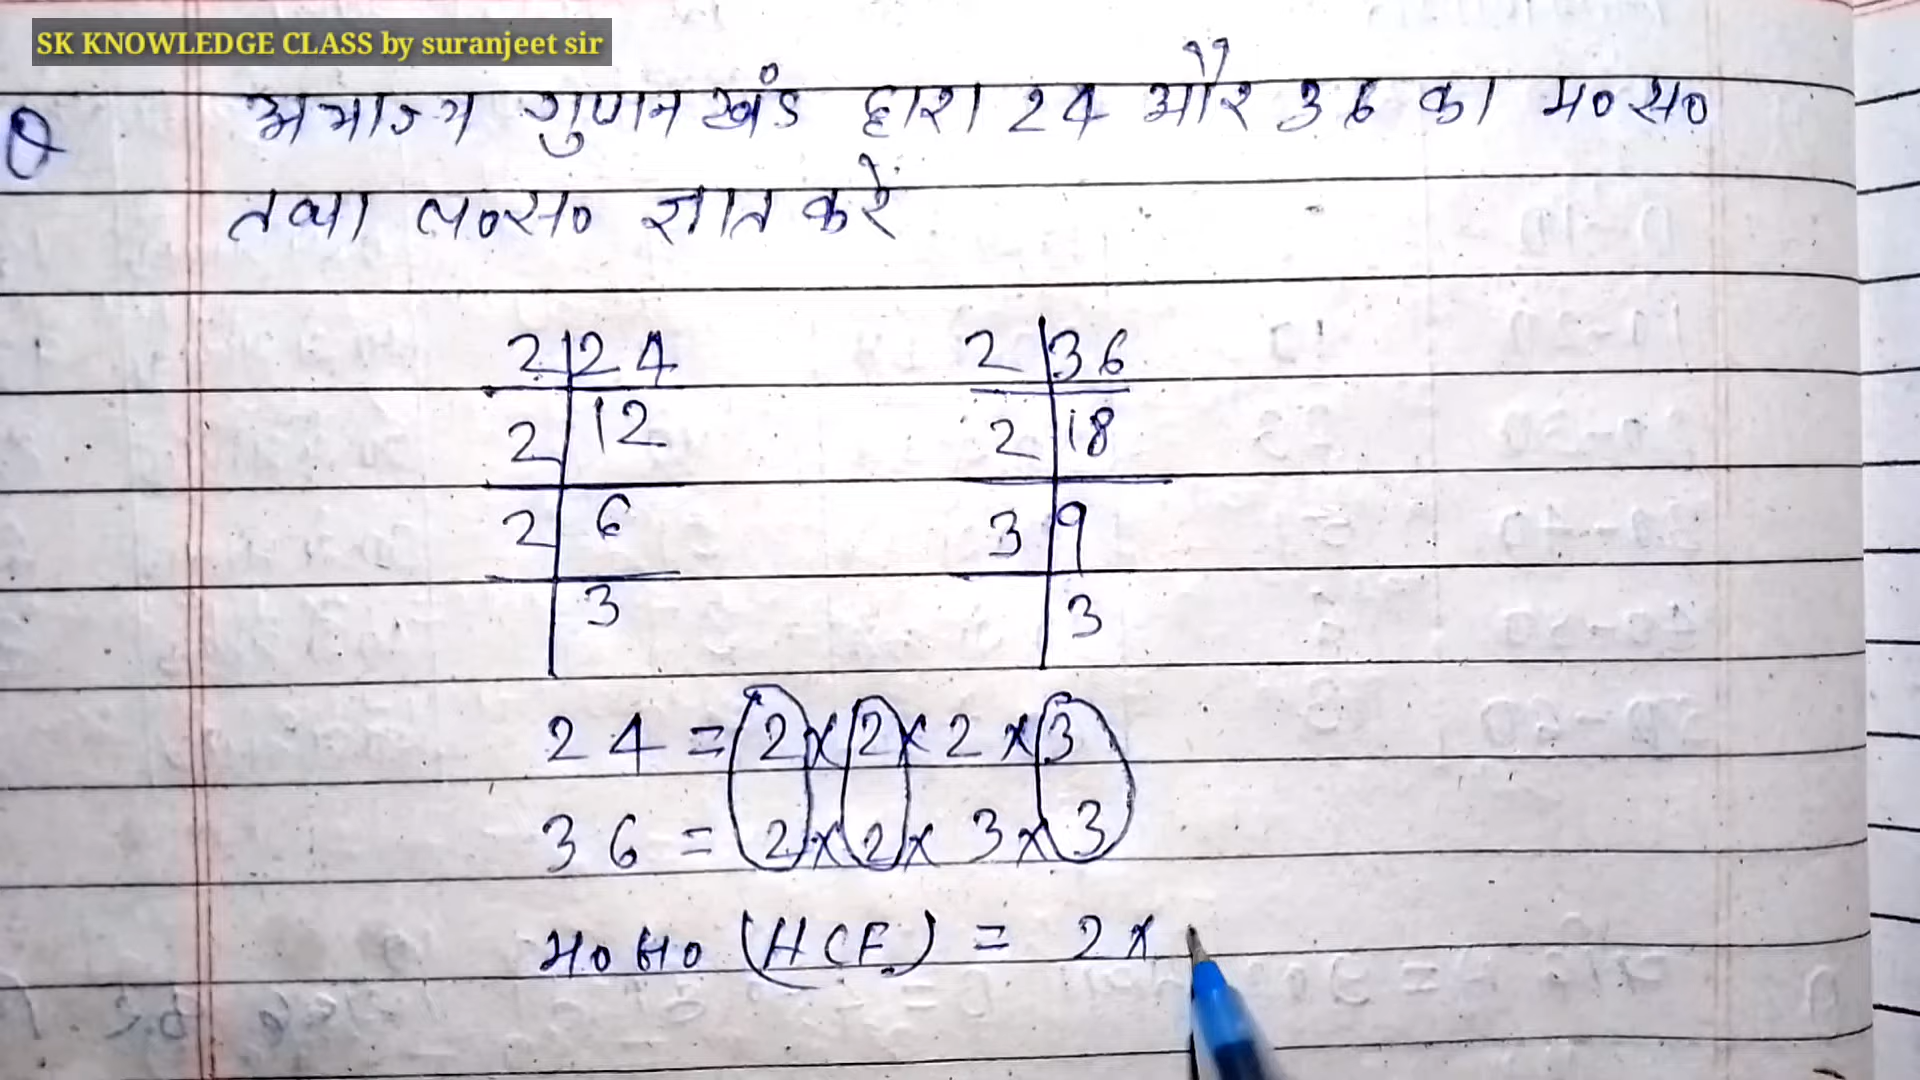 SK KNOWLEDGE CLASS by suranjeet sir
Q अभाज्य गुणनखंड द्वारा 24 और 36 का म०स०
तथा ल०स० ज्ञात करें
2 | 24 2 | 36
2 | 12 2 | 18
2 | 6 3 | 9
3 3
24 = 2 x 2 x 2 x 3
36 = 2 x 2 x 3 x 3
म० स० (HCF) = 2 x